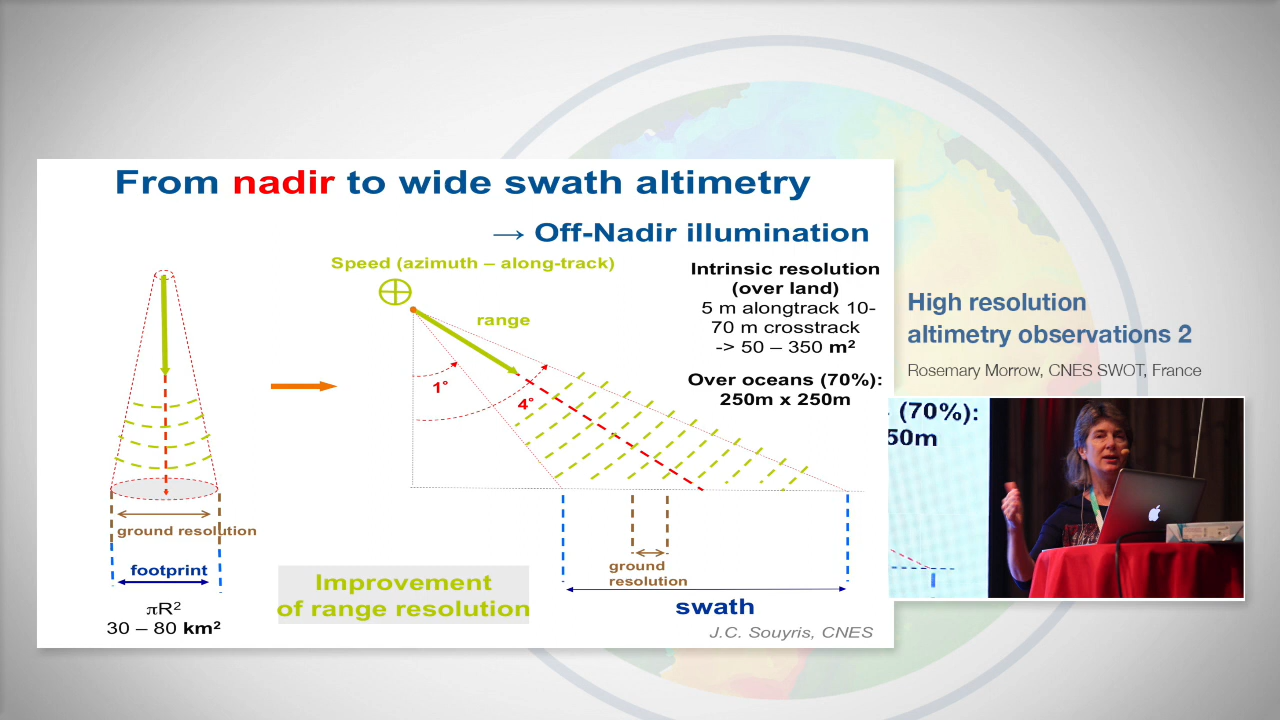 From nadir to wide swath altimetry
→ Off-Nadir illumination
Speed (azimuth – along-track)
range
1°
4°
Intrinsic resolution
(over land)
5 m alongtrack 10-
70 m crosstrack
-> 50 – 350 m²
Over oceans (70%):
250m x 250m
ground resolution
footprint
πR²
30 – 80 km²
Improvement
of range resolution
ground
resolution
swath
J.C. Souyris, CNES
High resolution
altimetry observations 2
Rosemary Morrow, CNES SWOT, France
(70%):
50m